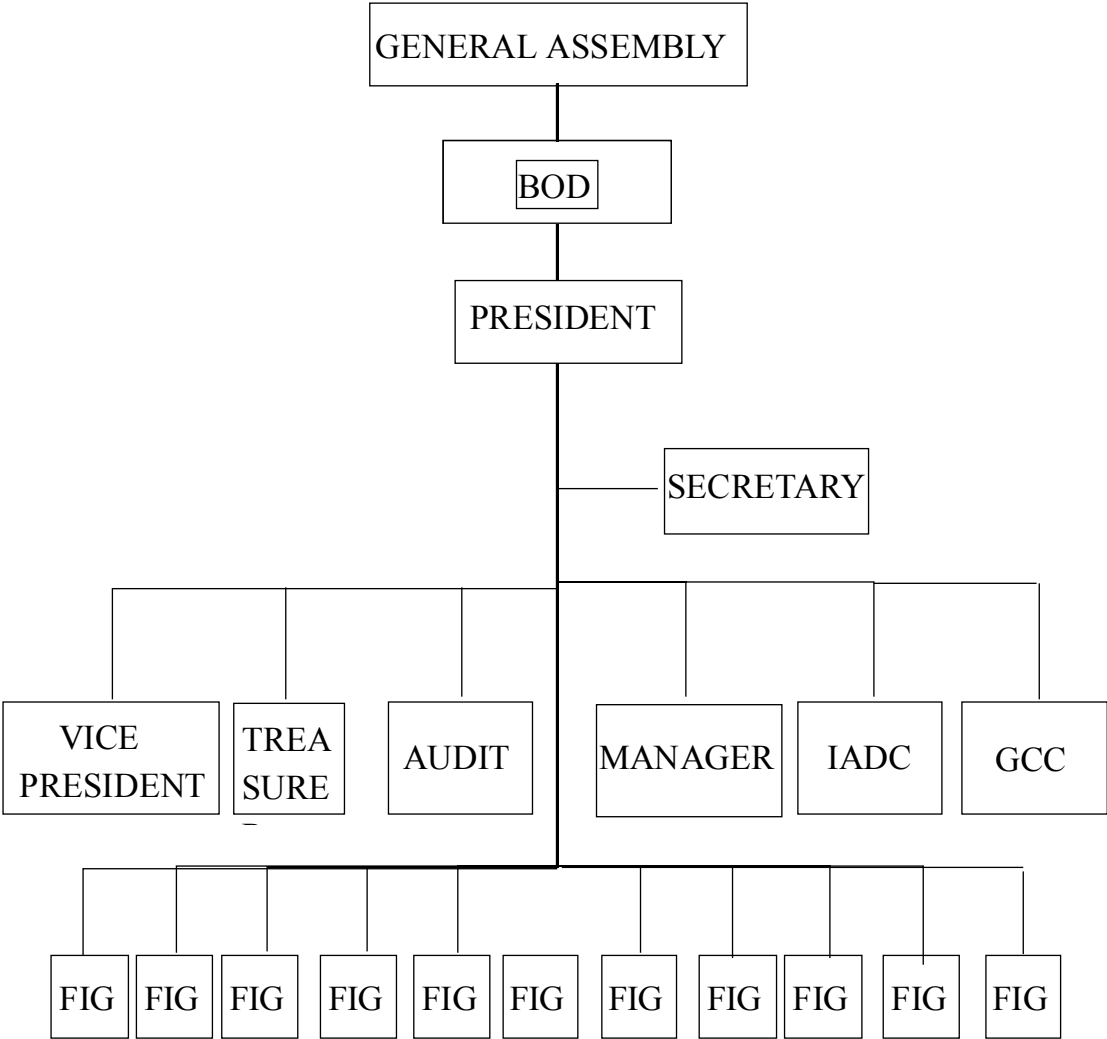 GENERAL ASSEMBLY
BOD
PRESIDENT
SECRETARY
VICE
PRESIDENT
TREA
SURE
AUDIT
MANAGER
IADC
GCC
FIG
FIG
FIG
FIG
FIG
FIG
FIG
FIG
FIG
FIG
FIG